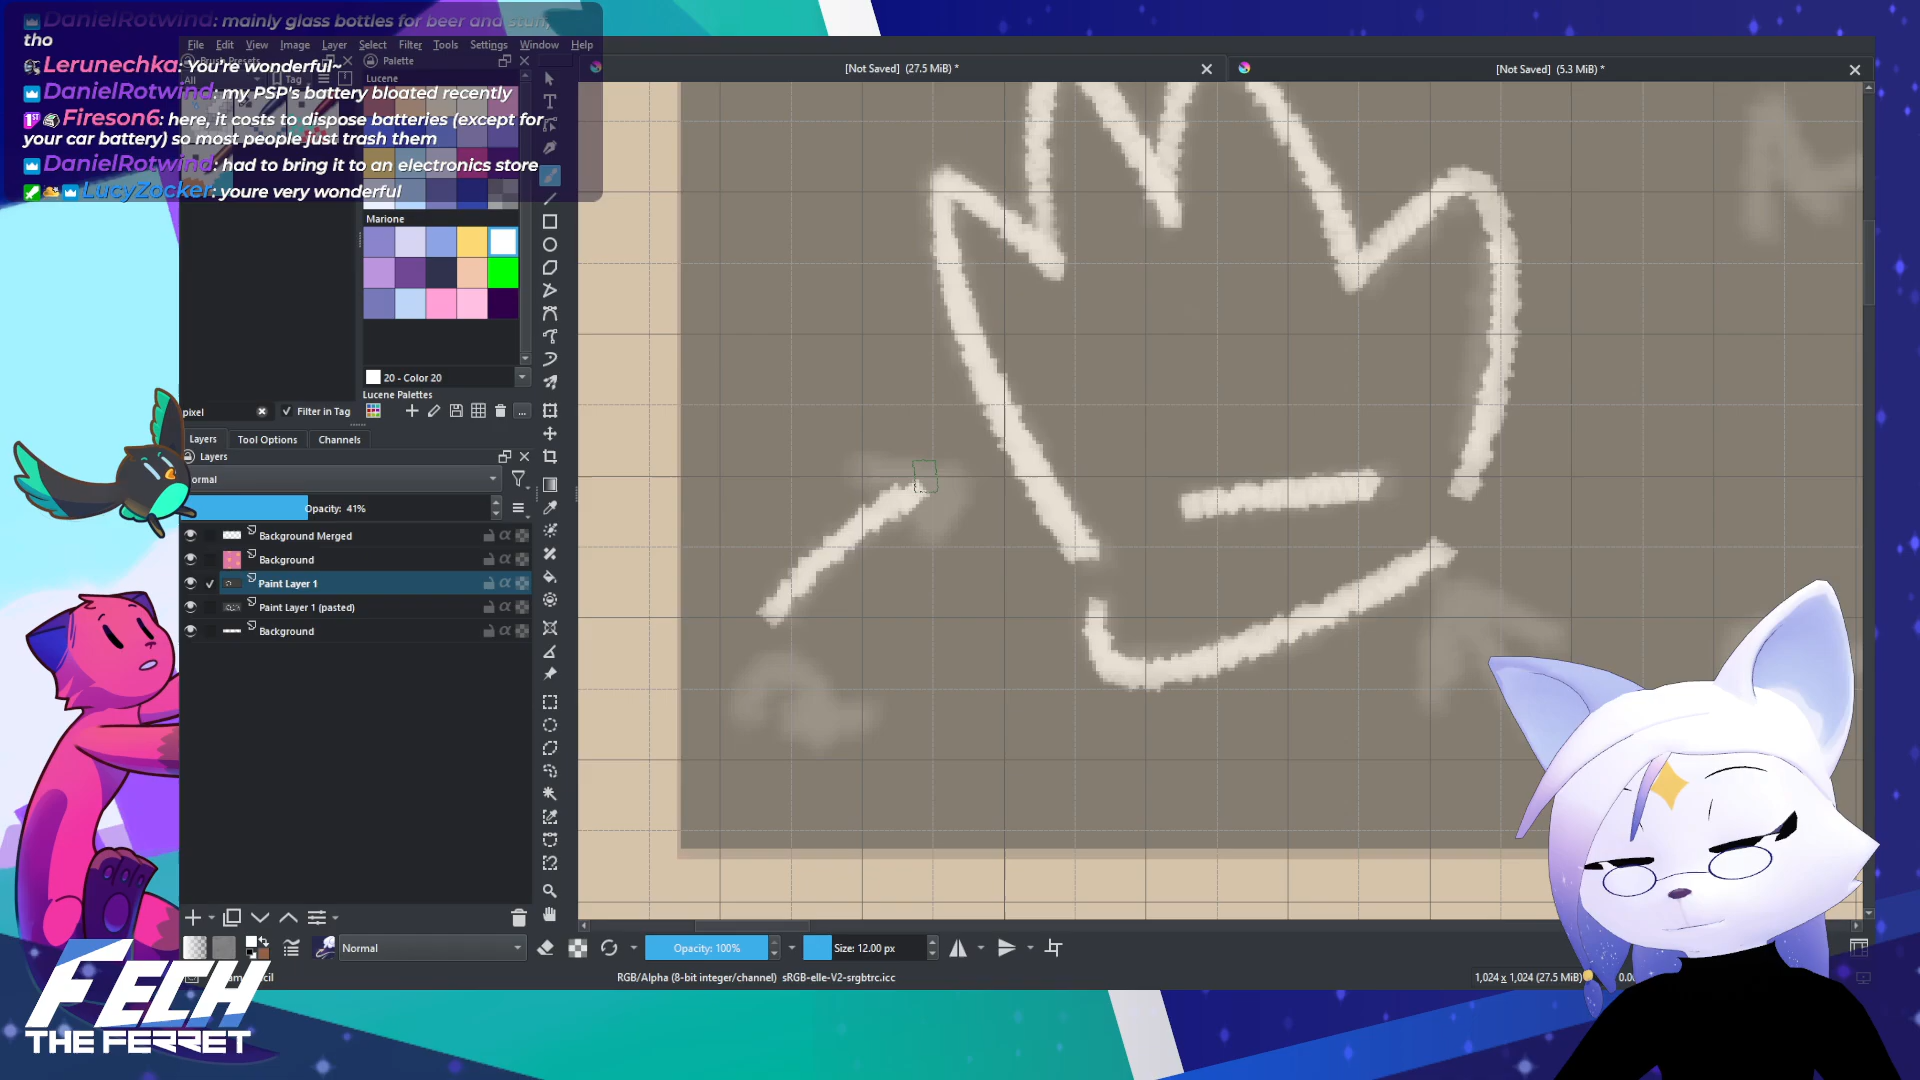 DanielRotwind: mainly glass bottles for beer and stuff,
tho
Lerunechka: You're wonderful~
DanielRotwind: my PSP's battery bloated recently
Fireson6: here, it costs to dispose batteries (except for
your car battery) so most people just trash them
DanielRotwind: had to bring it to an electronics store
LucyZocker: youre very wonderful
File Edit View Image Layer Select Filter Tools Settings Window Help
Brush Presets
Palette
All
Tag
Lucene
[Not Saved] (27.5 MiB) *
[Not Saved] (5.3 MiB) *
Marione
20 - Color 20
Lucene Palettes
pixel
Filter in Tag
Layers
Tool Options
Channels
Layers
ormal
Opacity: 41%
Background Merged
Background
Paint Layer 1
Paint Layer 1 (pasted)
Background
Normal
Opacity: 100%
Size: 12.00 px
RGB/Alpha (8-bit integer/channel) sRGB-elle-V2-srgbtrc.icc
1,024 x 1,024 (27.5 MiB)
FECH
THE FERRET